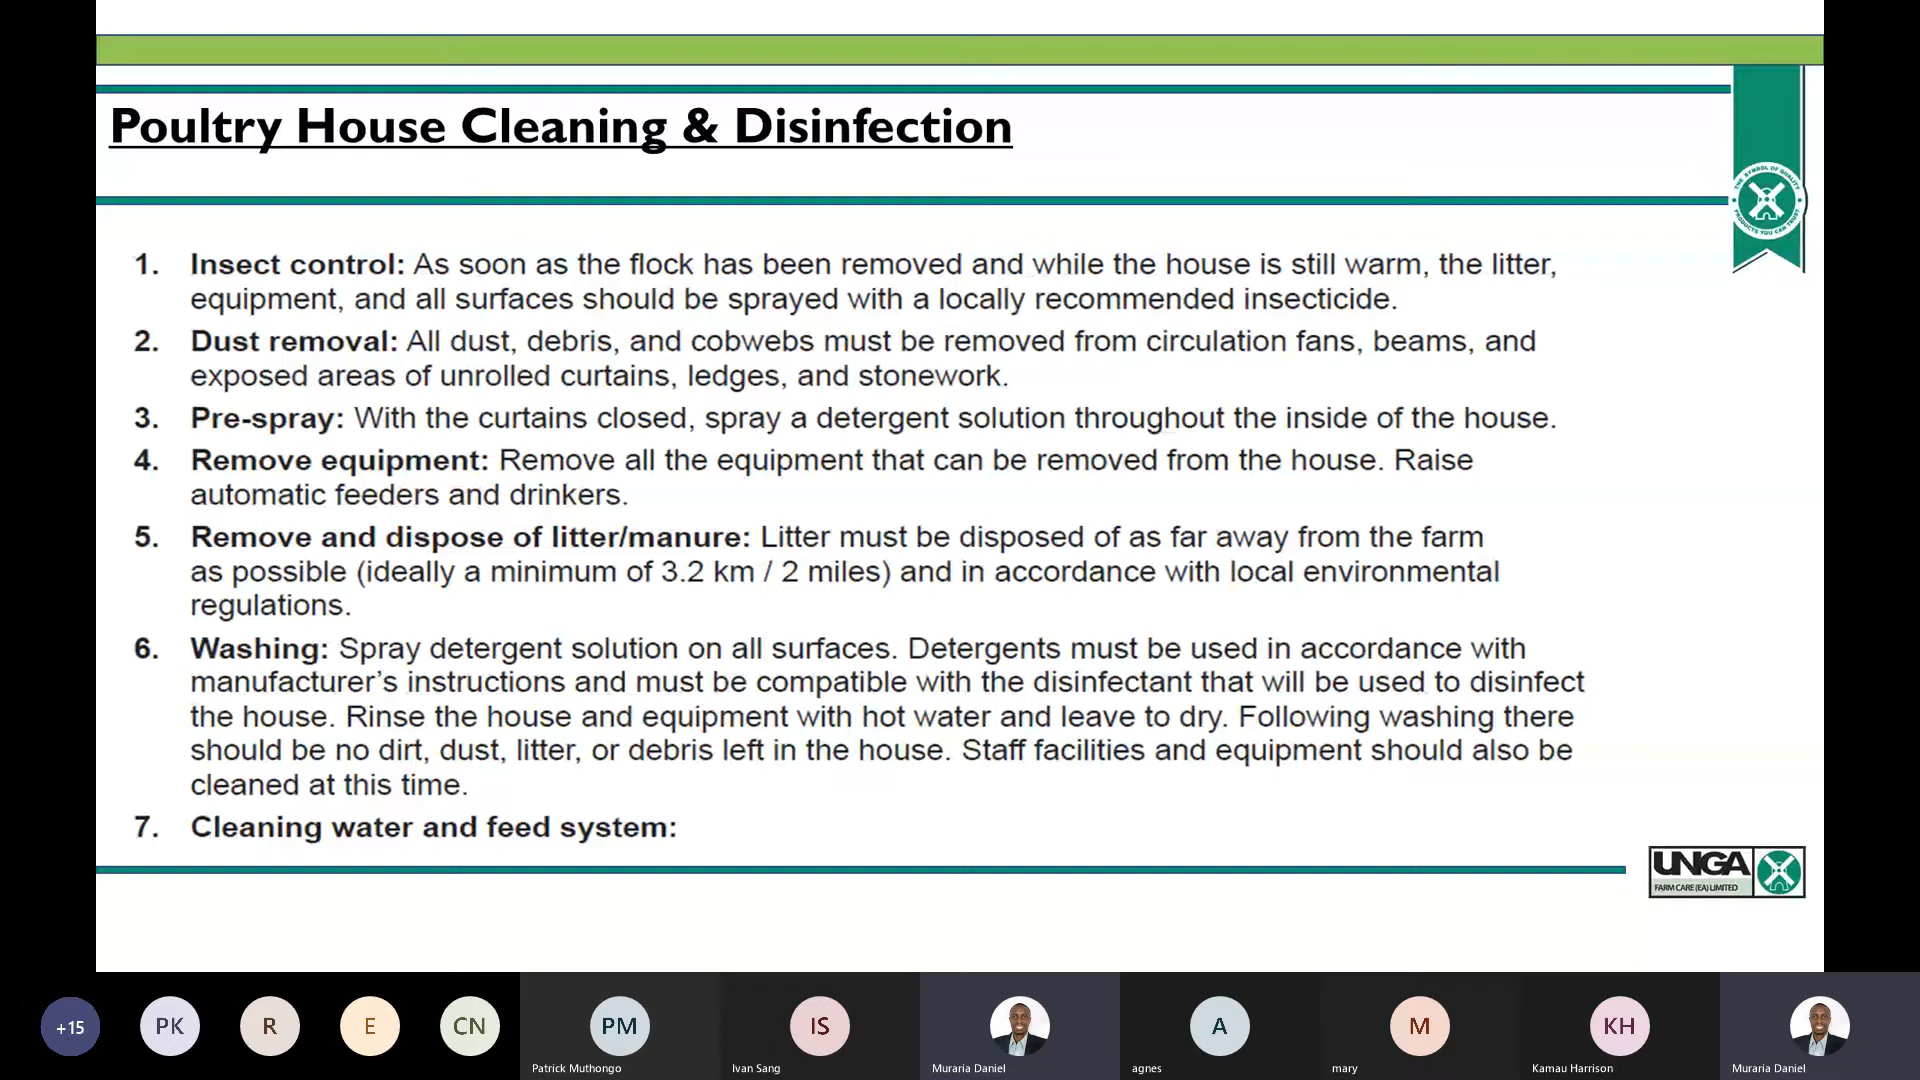 Poultry House Cleaning & Disinfection
THE SYMBOL OF QUALITY
PRODUCTS YOU CAN TRUST
1. Insect control: As soon as the flock has been removed and while the house is still warm, the litter,
equipment, and all surfaces should be sprayed with a locally recommended insecticide.
2. Dust removal: All dust, debris, and cobwebs must be removed from circulation fans, beams, and
exposed areas of unrolled curtains, ledges, and stonework.
3. Pre-spray: With the curtains closed, spray a detergent solution throughout the inside of the house.
4. Remove equipment: Remove all the equipment that can be removed from the house. Raise
automatic feeders and drinkers.
5. Remove and dispose of litter/manure: Litter must be disposed of as far away from the farm
as possible (ideally a minimum of 3.2 km / 2 miles) and in accordance with local environmental
regulations.
6. Washing: Spray detergent solution on all surfaces. Detergents must be used in accordance with
manufacturer’s instructions and must be compatible with the disinfectant that will be used to disinfect
the house. Rinse the house and equipment with hot water and leave to dry. Following washing there
should be no dirt, dust, litter, or debris left in the house. Staff facilities and equipment should also be
cleaned at this time.
7. Cleaning water and feed system:
UNGA
FARM CARE (EA) LIMITED
+15 PK R E CN PM IS A M KH
Patrick Muthongo Ivan Sang Muraria Daniel agnes mary Kamau Harrison Muraria Daniel